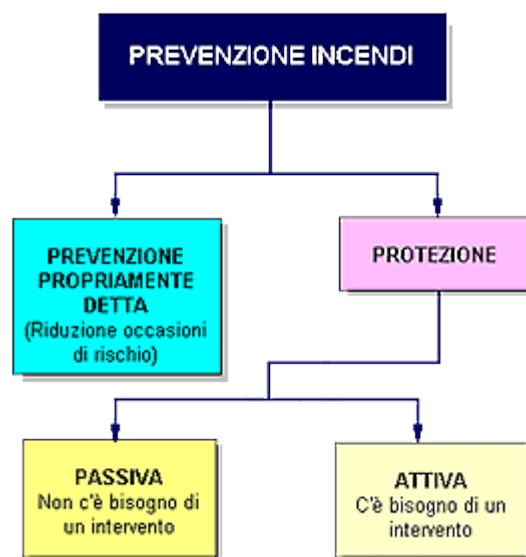 PREVENZIONE INCENDI
PREVENZIONE
PROPRIAMENTE
DETTA
(Riduzione occasioni
di rischio)
PROTEZIONE
PASSIVA
Non c'è bisogno di
un intervento
ATTIVA
C'è bisogno di un
intervento